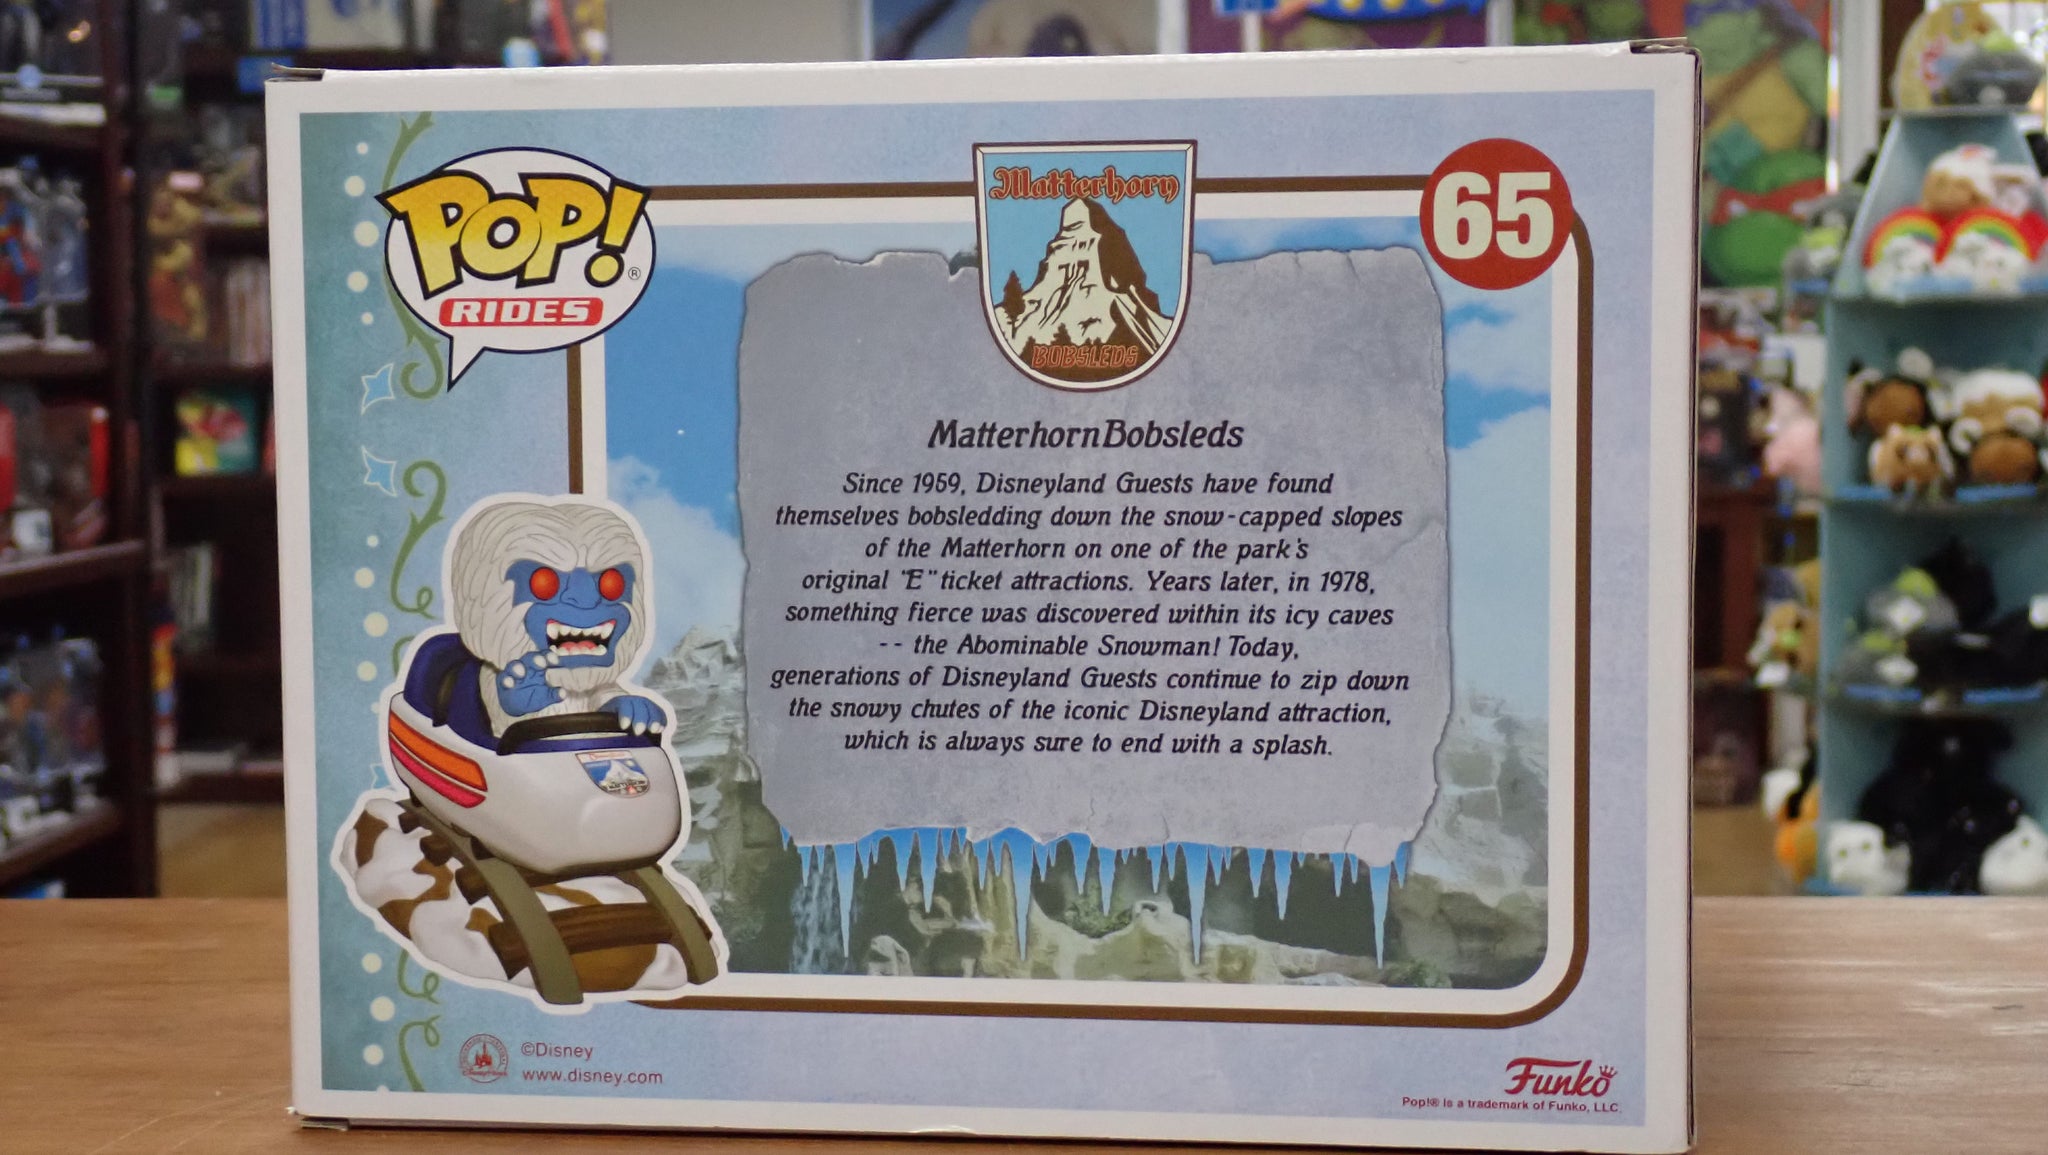 POP!®
RIDES
Matterhorn
BOBSLEDS
65
Matterhorn Bobsleds
Since 1959, Disneyland Guests have found
themselves bobsledding down the snow-capped slopes
of the Matterhorn on one of the park's
original "E" ticket attractions. Years later, in 1978,
something fierce was discovered within its icy caves
-- the Abominable Snowman! Today,
generations of Disneyland Guests continue to zip down
the snowy chutes of the iconic Disneyland attraction,
which is always sure to end with a splash.
©Disney
www.disney.com
Funko
Pop!® is a trademark of Funko, LLC.